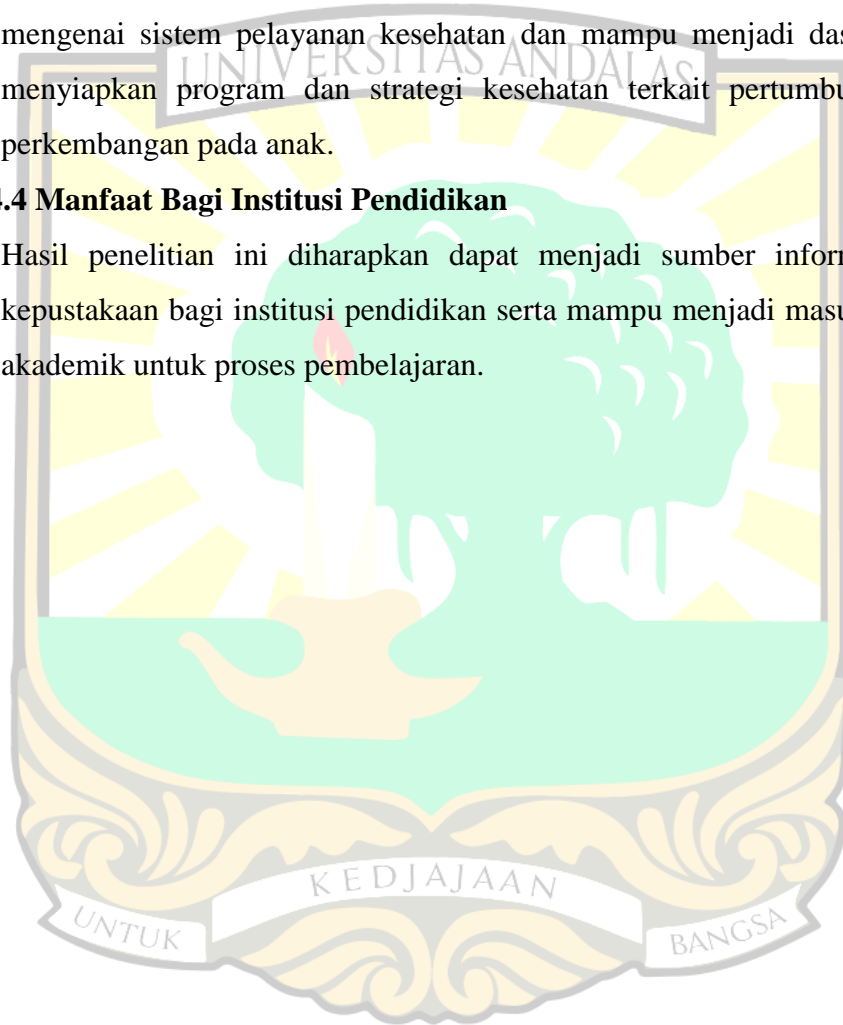 mengenai sistem pelayanan kesehatan dan mampu menjadi das
UNIVERSITAS ANDALAS
menyiapkan program dan strategi kesehatan terkait pertumbu
perkembangan pada anak.
.4 Manfaat Bagi Institusi Pendidikan
Hasil penelitian ini diharapkan dapat menjadi sumber infor
kepustakaan bagi institusi pendidikan serta mampu menjadi masu
akademik untuk proses pembelajaran.
KEDJAJAAN
UNTUK
BANGSA